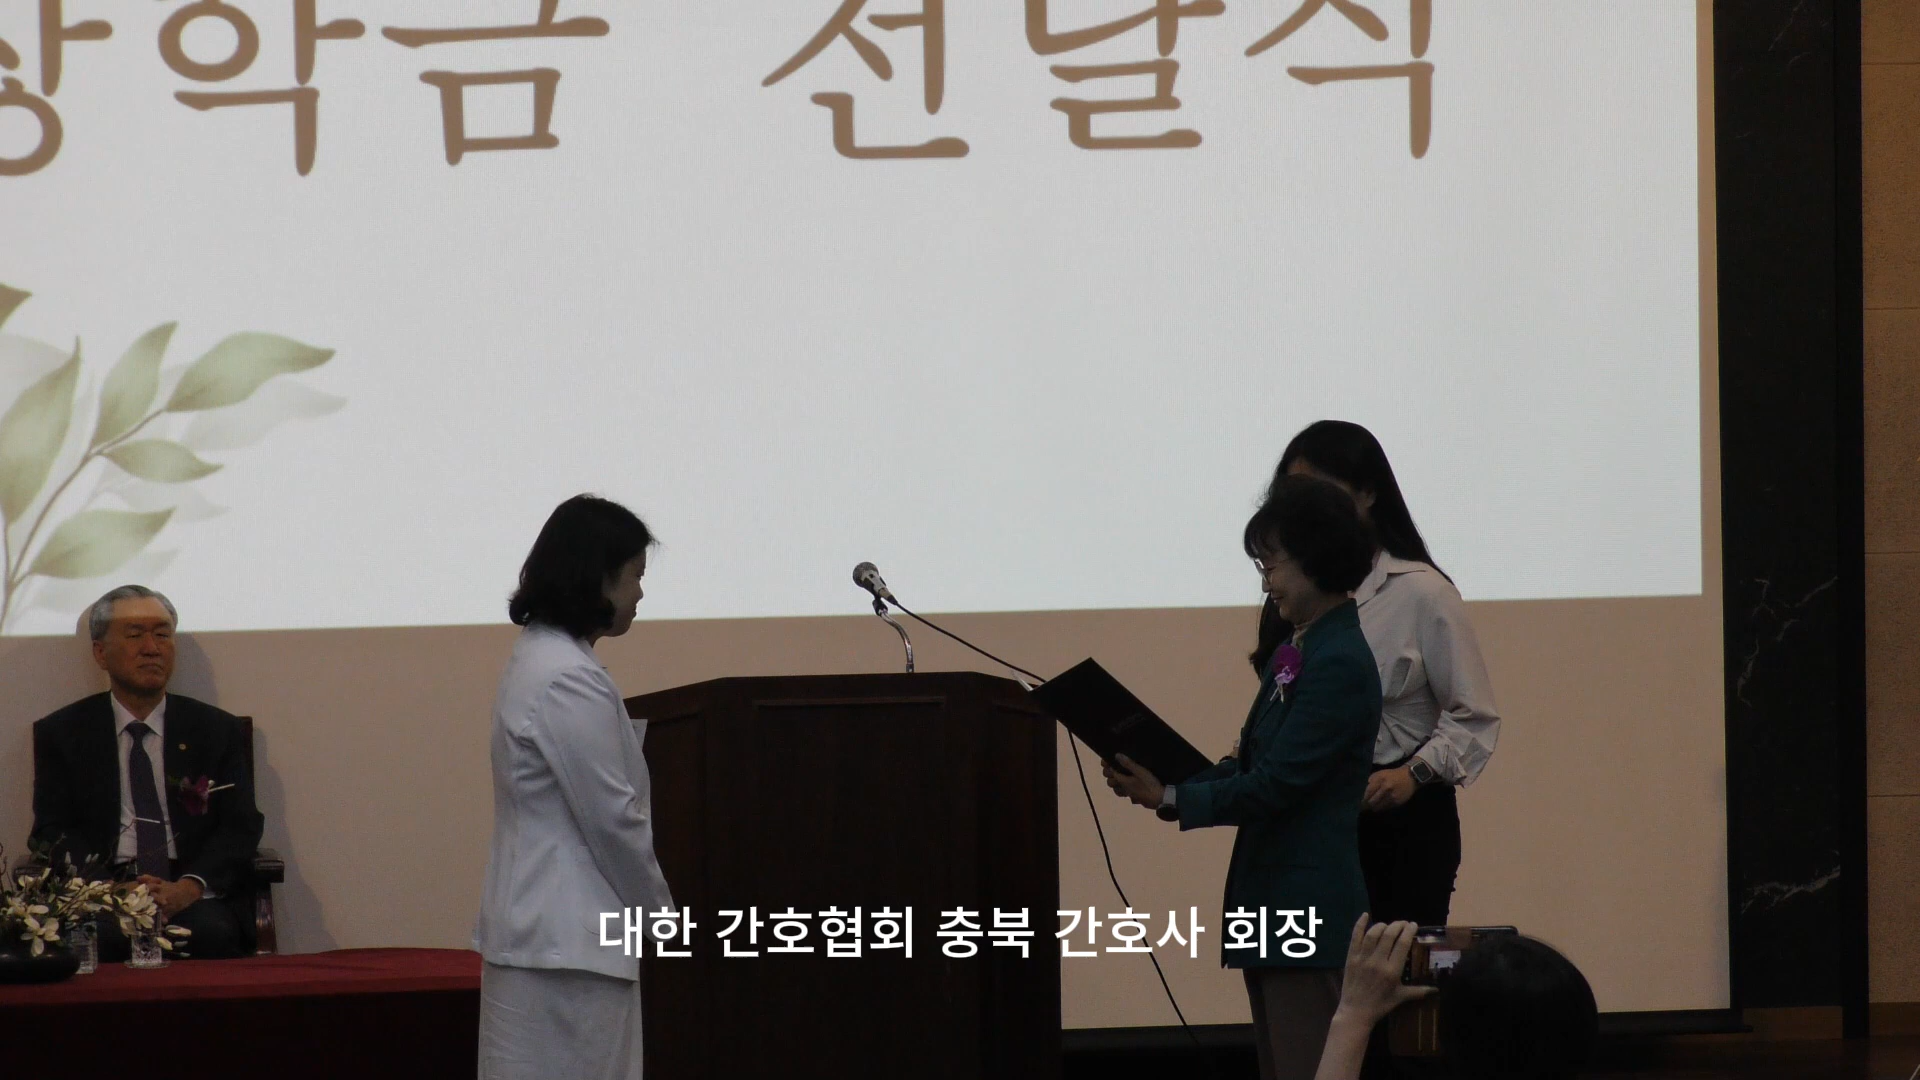 장학금 전달식
대한 간호협회 충북 간호사 회장